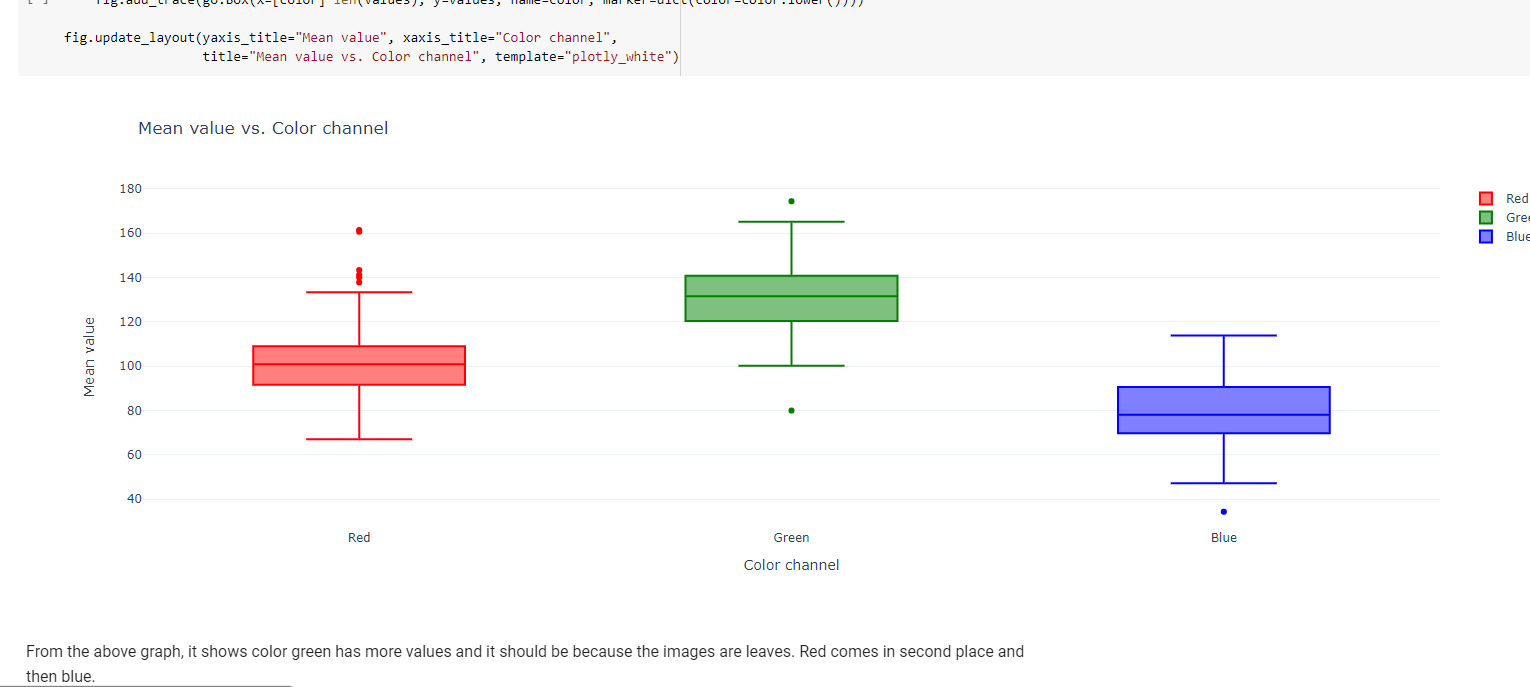 fig.update_layout(yaxis_title="Mean value", xaxis_title="Color channel",
title="Mean value vs. Color channel", template="plotly_white")
Mean value vs. Color channel
180
160
140
120
100
80
60
40
Mean value
Red
Green
Blue
Color channel
Red
Gree
Blue
From the above graph, it shows color green has more values and it should be because the images are leaves. Red comes in second place and
then blue.